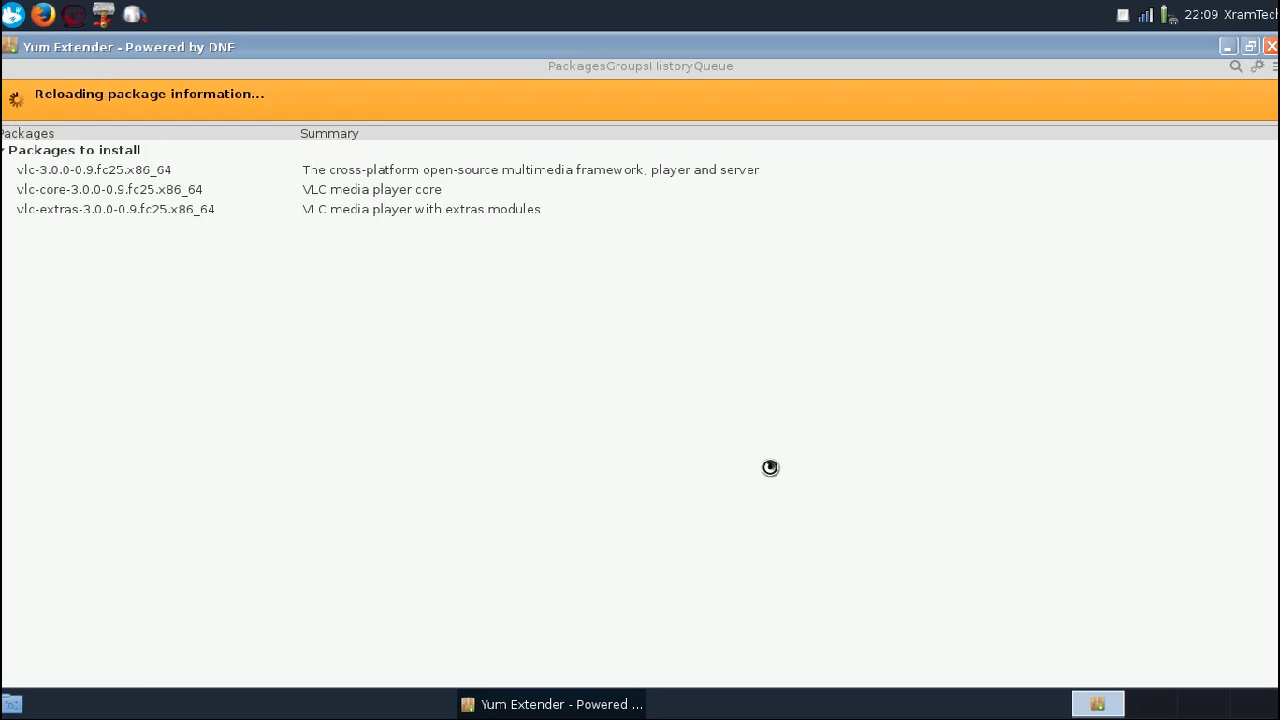 22:09 XramTech
Yum Extender - Powered by DNF
PackagesGroupsHistoryQueue
Reloading package information...
Packages Summary
Packages to install
vlc-3.0.0-0.9.fc25.x86_64 The cross-platform open-source multimedia framework, player and server
vlc-core-3.0.0-0.9.fc25.x86_64 VLC media player core
vlc-extras-3.0.0-0.9.fc25.x86_64 VLC media player with extras modules
Yum Extender - Powered ...